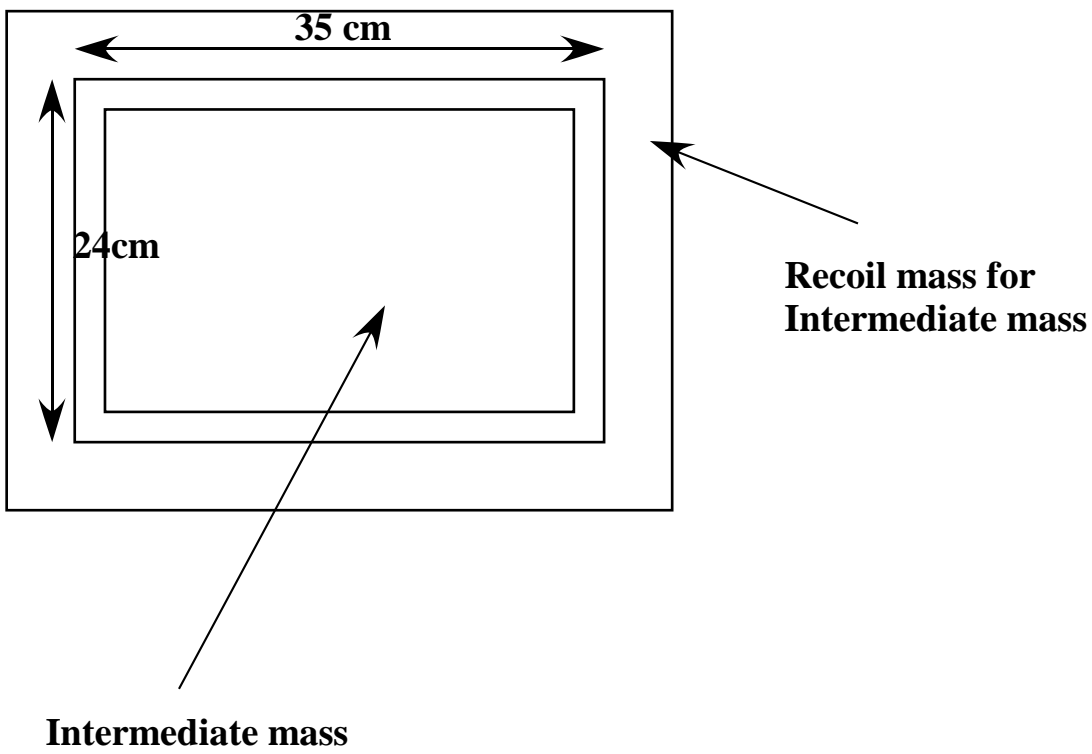 35 cm
24cm
Recoil mass for
Intermediate mass
Intermediate mass